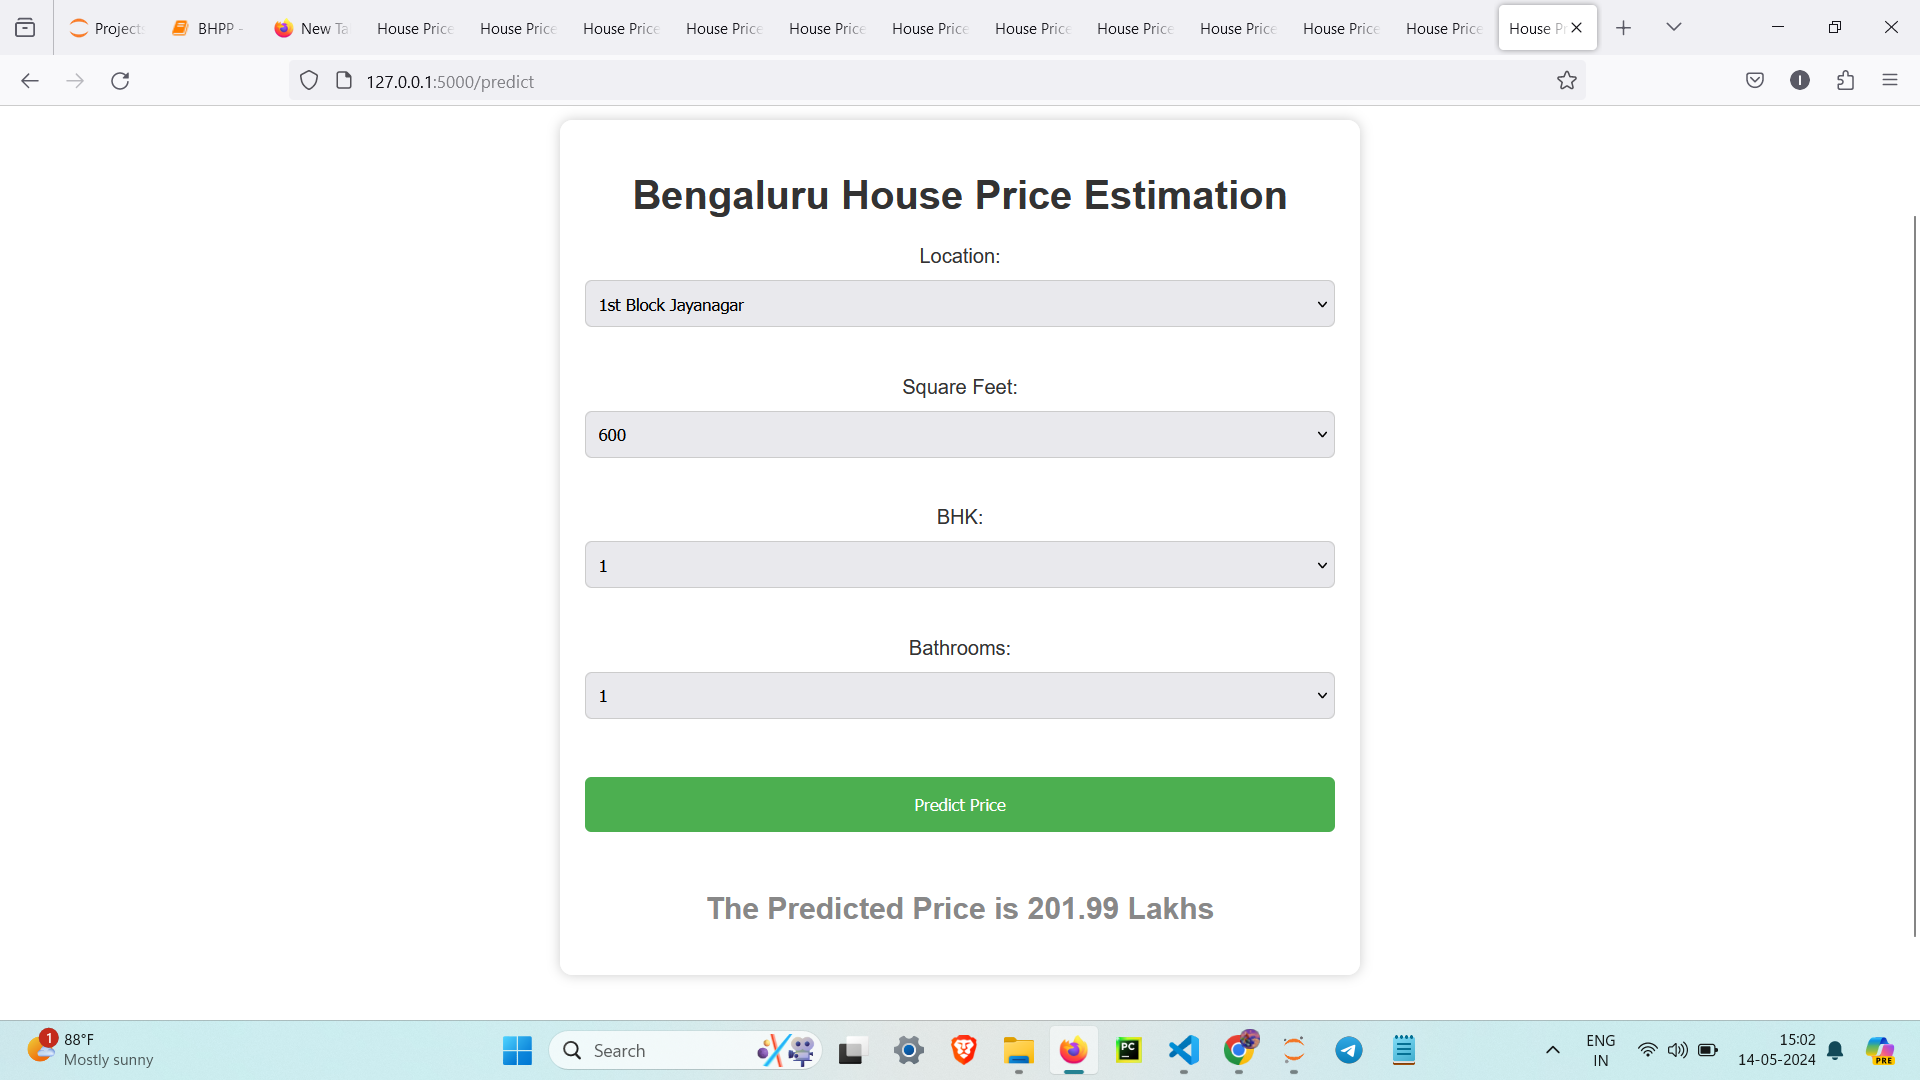 Project
BHPP -
New Ta
House Price
House Price
House Price
House Price
House Price
House Price
House Price
House Price
House Price
House Price
House Price
House Pr
127.0.0.1:5000/predict
Bengaluru House Price Estimation
Location:
1st Block Jayanagar
Square Feet:
600
BHK:
1
Bathrooms:
1
Predict Price
The Predicted Price is 201.99 Lakhs
1
88°F
Mostly sunny
Search
PC
PRE
ENG
IN
15:02
14-05-2024